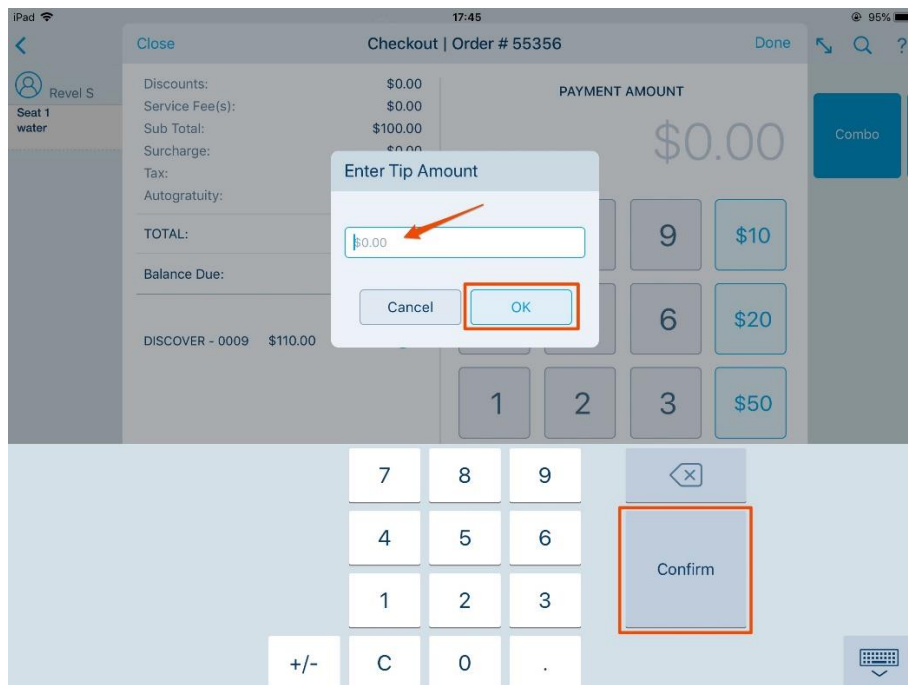 iPad 17:45 95%
Close Checkout | Order # 55356 Done ?
Revel S
Seat 1
water
Discounts: $0.00
Service Fee(s): $0.00
Sub Total: $100.00
Surcharge: $0.00
Tax:
Autogratuity:
TOTAL:
Balance Due:
DISCOVER - 0009 $110.00
PAYMENT AMOUNT
$0.00
Combo
Enter Tip Amount
$0.00
Cancel OK
9 $10
6 $20
1 2 3 $50
7 8 9
4 5 6
Confirm
1 2 3
+/- C 0 .